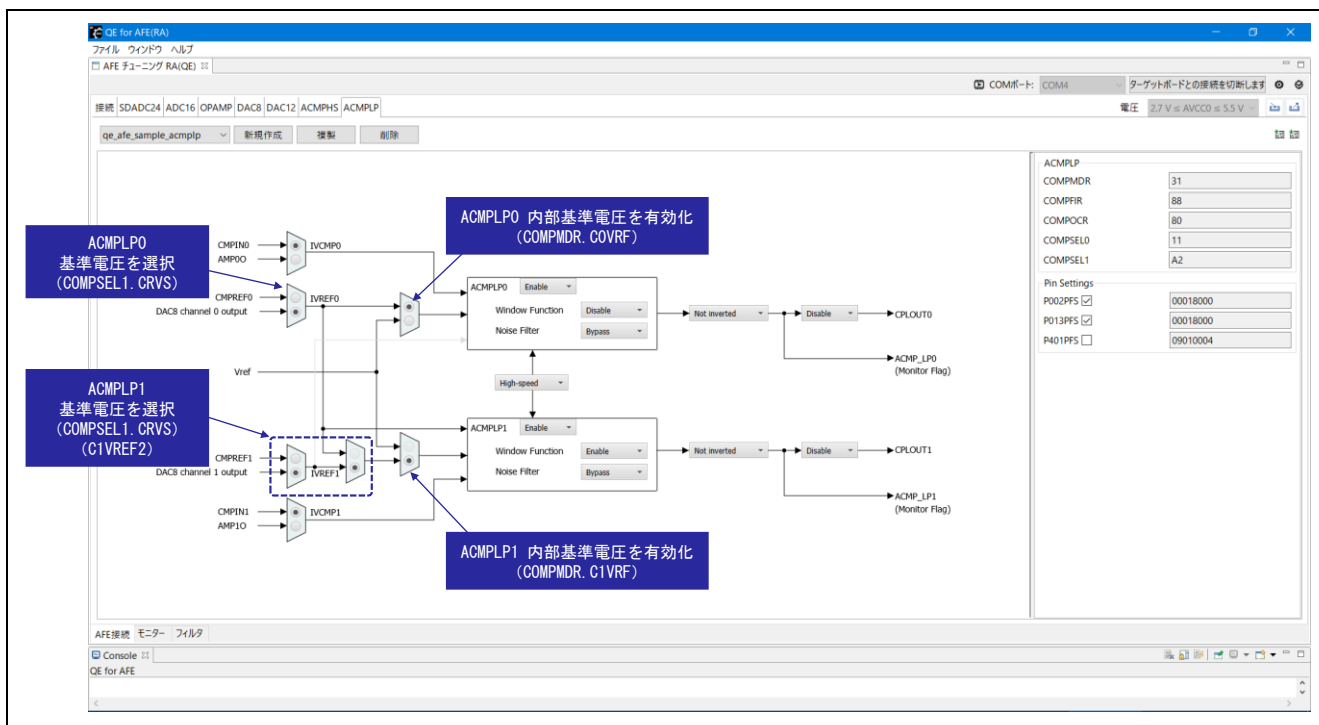 QE for AFE(RA)
ファイル ウィンドウ ヘルプ
AFE チューニング RA(QE)
COMポート: COM4 ターゲットボードとの接続を切断します
接続 SDADC24 ADC16 OPAMP DAC8 DAC12 ACMPHS ACMPLP
電圧 2.7 V ≤ AVCC0 ≤ 5.5 V
qe_afe_sample_acmplp 新規作成 複製 削除
ACMPLP0
基準電圧を選択
(COMPSEL1.CRVS)
ACMPLP0 内部基準電圧を有効化
(COMPMDR.C0VRF)
CMPIN0
AMP0O
IVCMP0
CMPREF0
DAC8 channel 0 output
IVREF0
ACMPLP0 Enable
Window Function Disable
Noise Filter Bypass
Not inverted
Disable
CPLOUT0
ACMP_LP0
(Monitor Flag)
Vref
High-speed
ACMPLP1
基準電圧を選択
(COMPSEL1.CRVS)
(C1VREF2)
CMPREF1
DAC8 channel 1 output
IVREF1
ACMPLP1 Enable
Window Function Enable
Noise Filter Bypass
Not inverted
Disable
CPLOUT1
ACMP_LP1
(Monitor Flag)
CMPIN1
AMP1O
IVCMP1
ACMPLP1 内部基準電圧を有効化
(COMPMDR.C1VRF)
ACMPLP
COMPMDR 31
COMPFIR 88
COMPOCR 80
COMPSEL0 11
COMPSEL1 A2
Pin Settings
P002PFS 00018000
P013PFS 00018000
P401PFS 09010004
AFE接続 モニター フィルタ
Console
QE for AFE